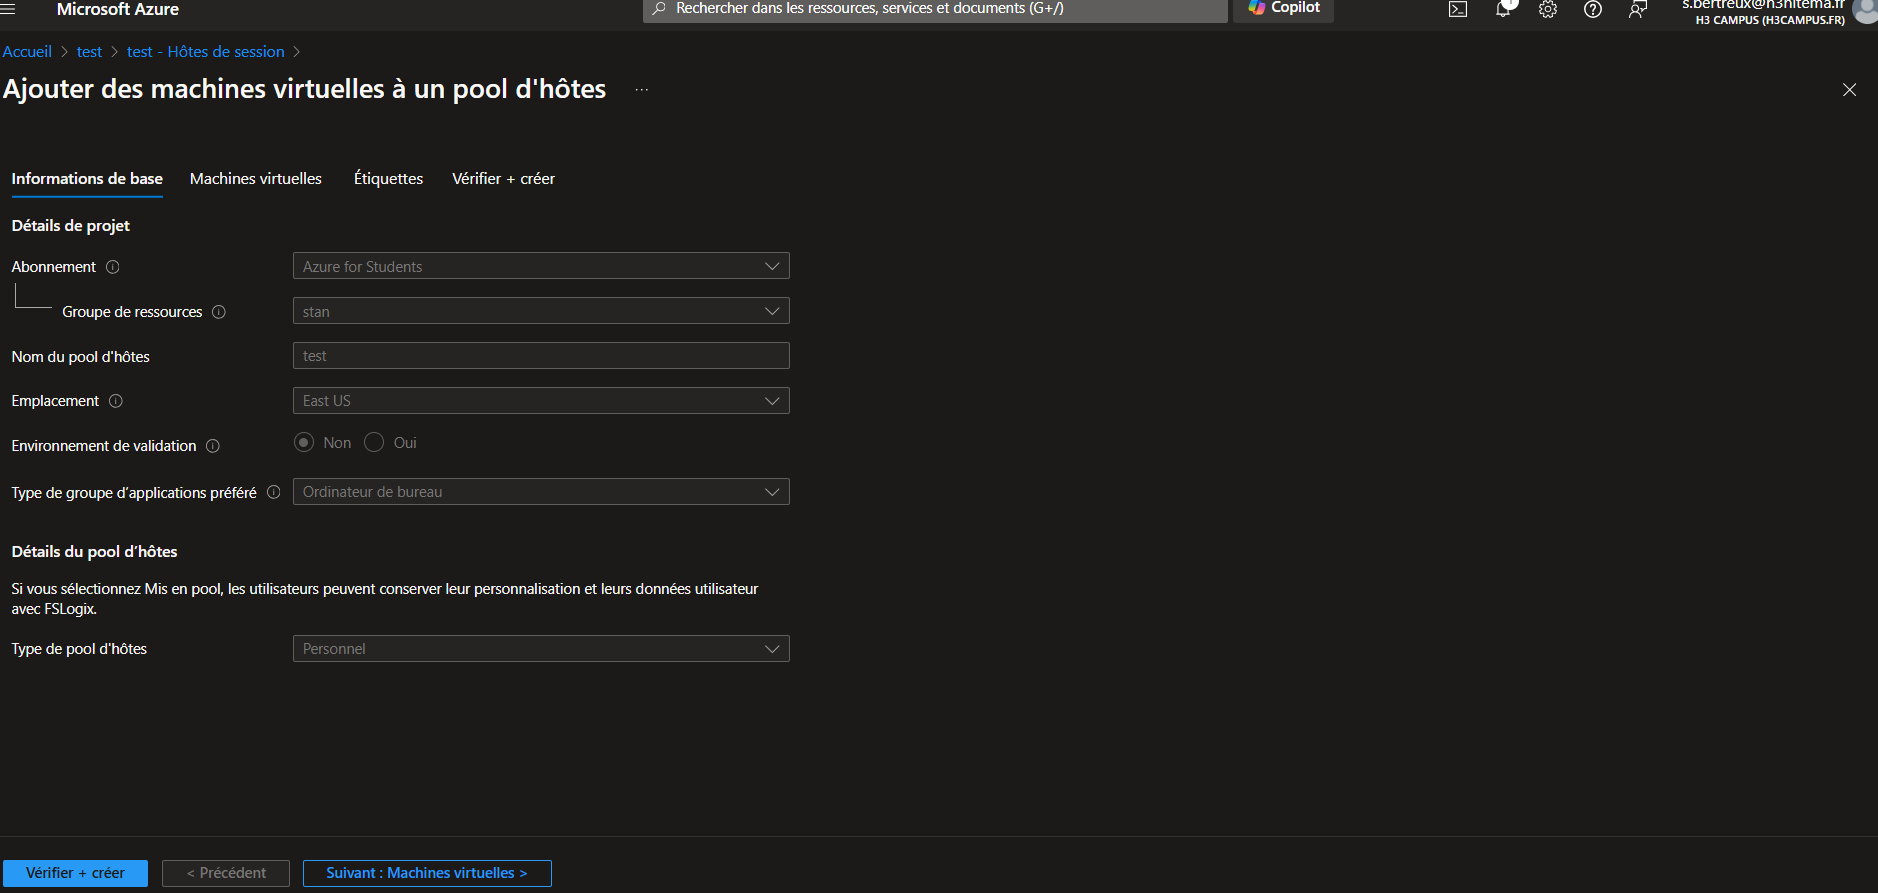 Microsoft Azure
Rechercher dans les ressources, services et documents (G+/)
Copilot
s.bertreux@h3hitema.fr
H3 CAMPUS (H3CAMPUS.FR)
Accueil > test > test - Hôtes de session >
Ajouter des machines virtuelles à un pool d'hôtes ...
Informations de base Machines virtuelles Étiquettes Vérifier + créer
Détails de projet
Abonnement Azure for Students
Groupe de ressources stan
Nom du pool d'hôtes test
Emplacement East US
Environnement de validation Non Oui
Type de groupe d’applications préféré Ordinateur de bureau
Détails du pool d’hôtes
Si vous sélectionnez Mis en pool, les utilisateurs peuvent conserver leur personnalisation et leurs données utilisateur
avec FSLogix.
Type de pool d'hôtes Personnel
Vérifier + créer < Précédent Suivant : Machines virtuelles >